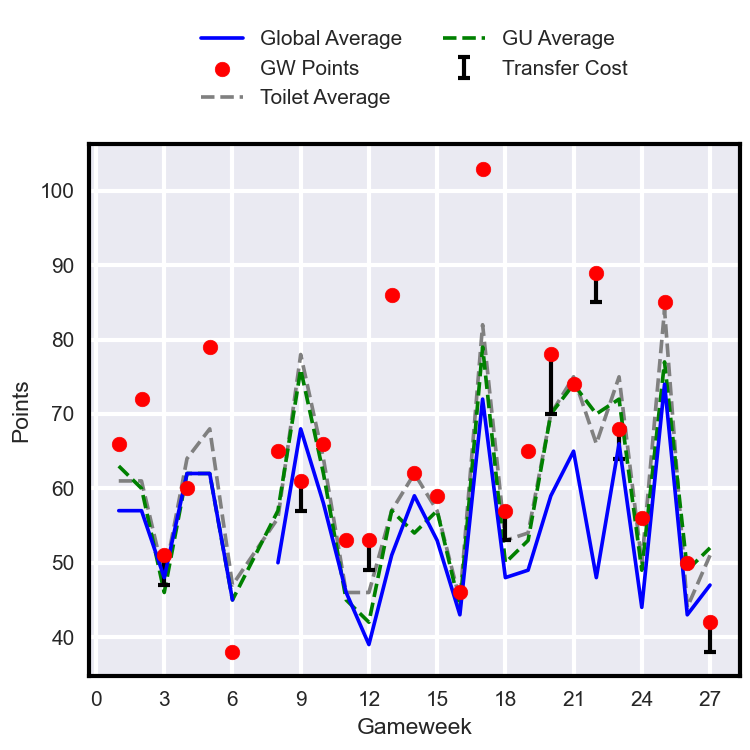 Global Average
GW Points
Toilet Average
GU Average
Transfer Cost
Points
100
90
80
70
60
50
40
0 3 6 9 12 15 18 21 24 27
Gameweek